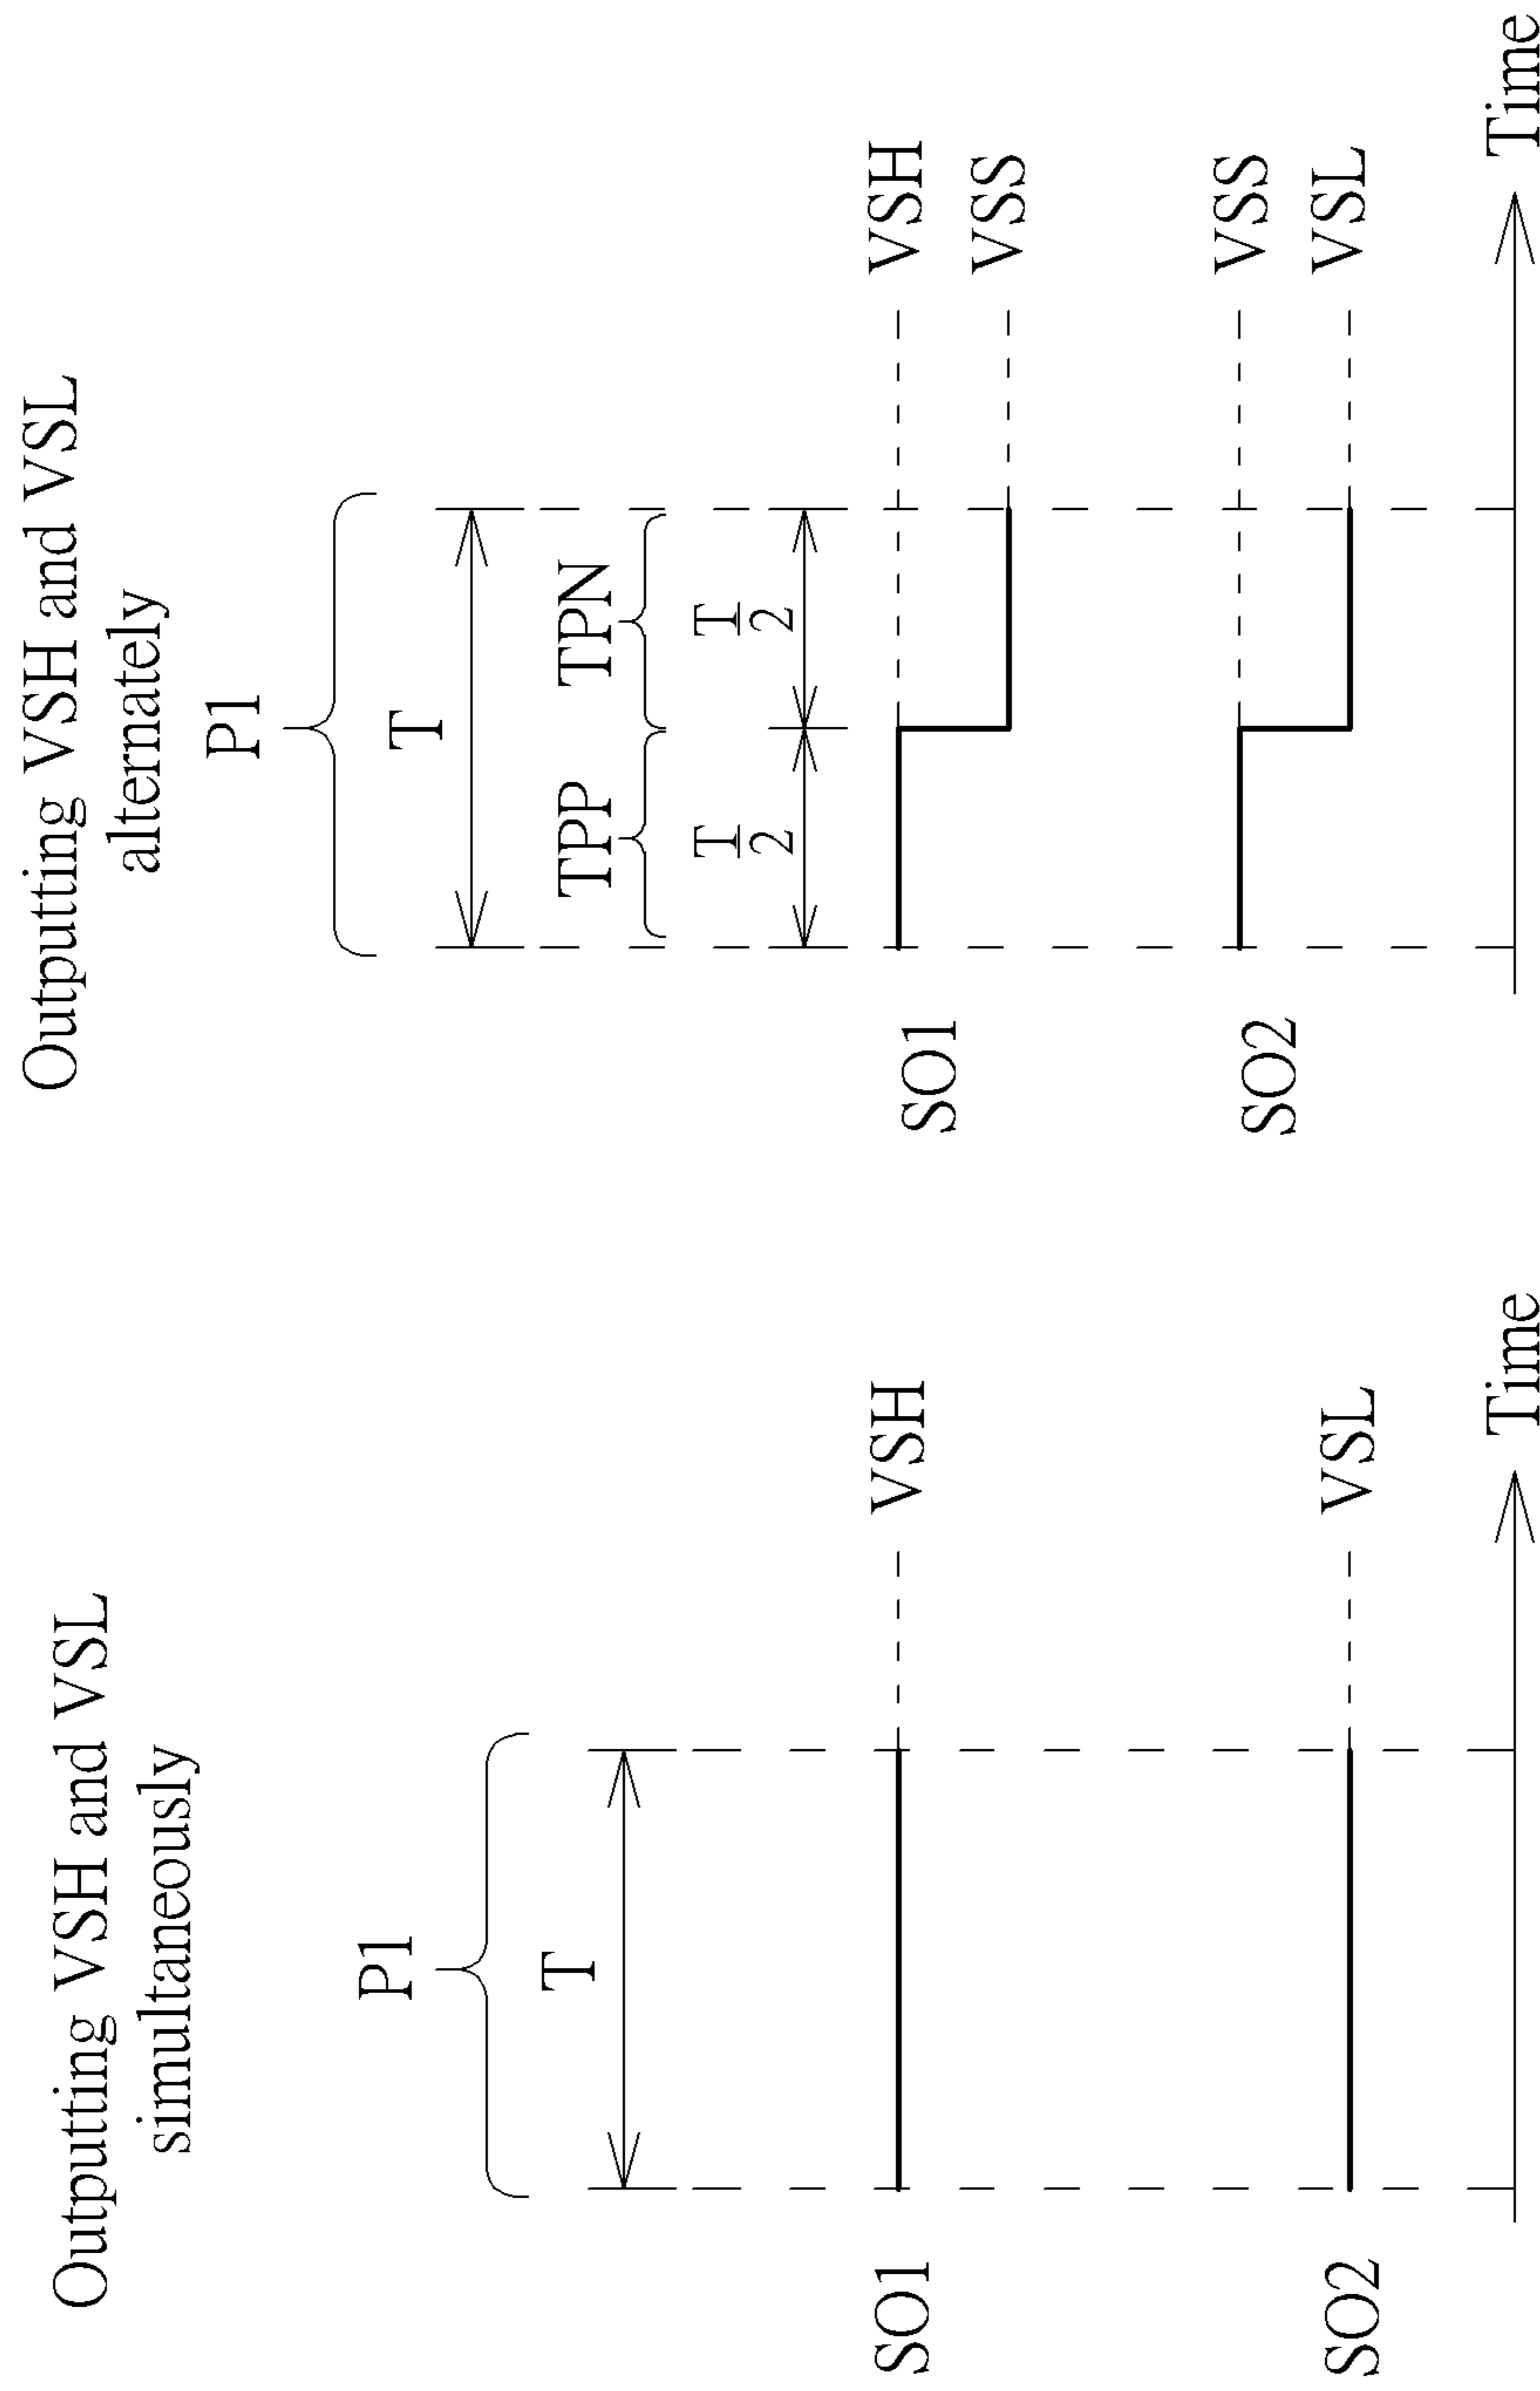 Outputting VSH and VSL
simultaneously
P1
T
SO1
VSH
SO2
VSL
Time
Outputting VSH and VSL
alternately
P1
T
TPP
TPN
T
2
T
2
SO1
VSH
VSS
SO2
VSS
VSL
Time